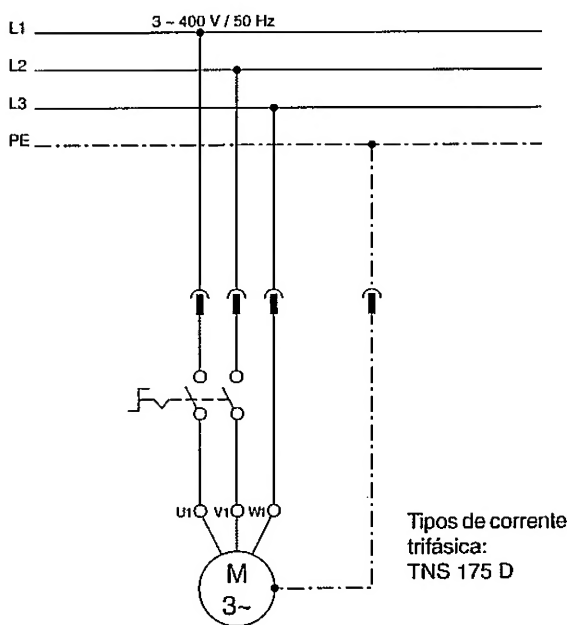 3 ~ 400 V / 50 Hz
L1
L2
L3
PE
U1 V1 W1
M
3~
Tipos de corrente
trifásica:
TNS 175 D